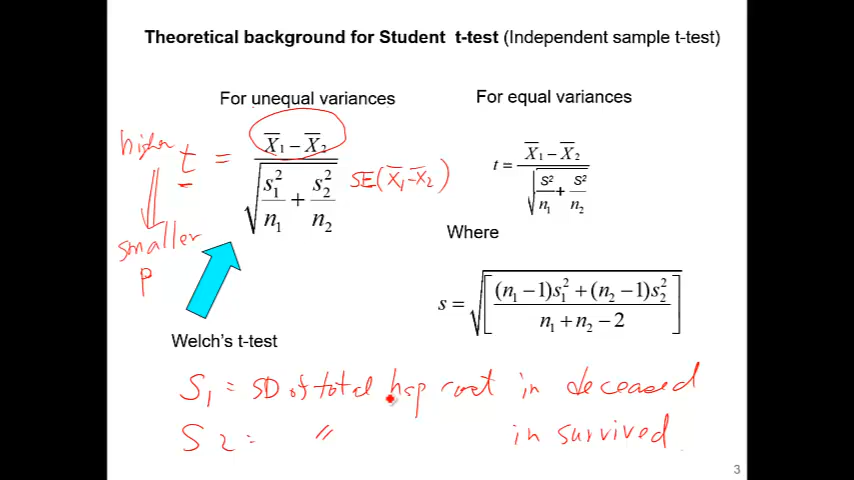 Theoretical background for Student t-test (Independent sample t-test)
For unequal variances
For equal variances
higher
t = (X̄₁ − X̄₂) / √(s₁²/n₁ + s₂²/n₂)
SE(X̄₁-X̄₂)
smaller
p
t = (X̄₁ − X̄₂) / √(s²/n₁ + s²/n₂)
Where
s = √[((n₁ −1)s₁² + (n₂ −1)s₂²) / (n₁ + n₂ − 2)]
Welch's t-test
S₁ = SD of total hsp cost in deceased
S2 = " in survived
3